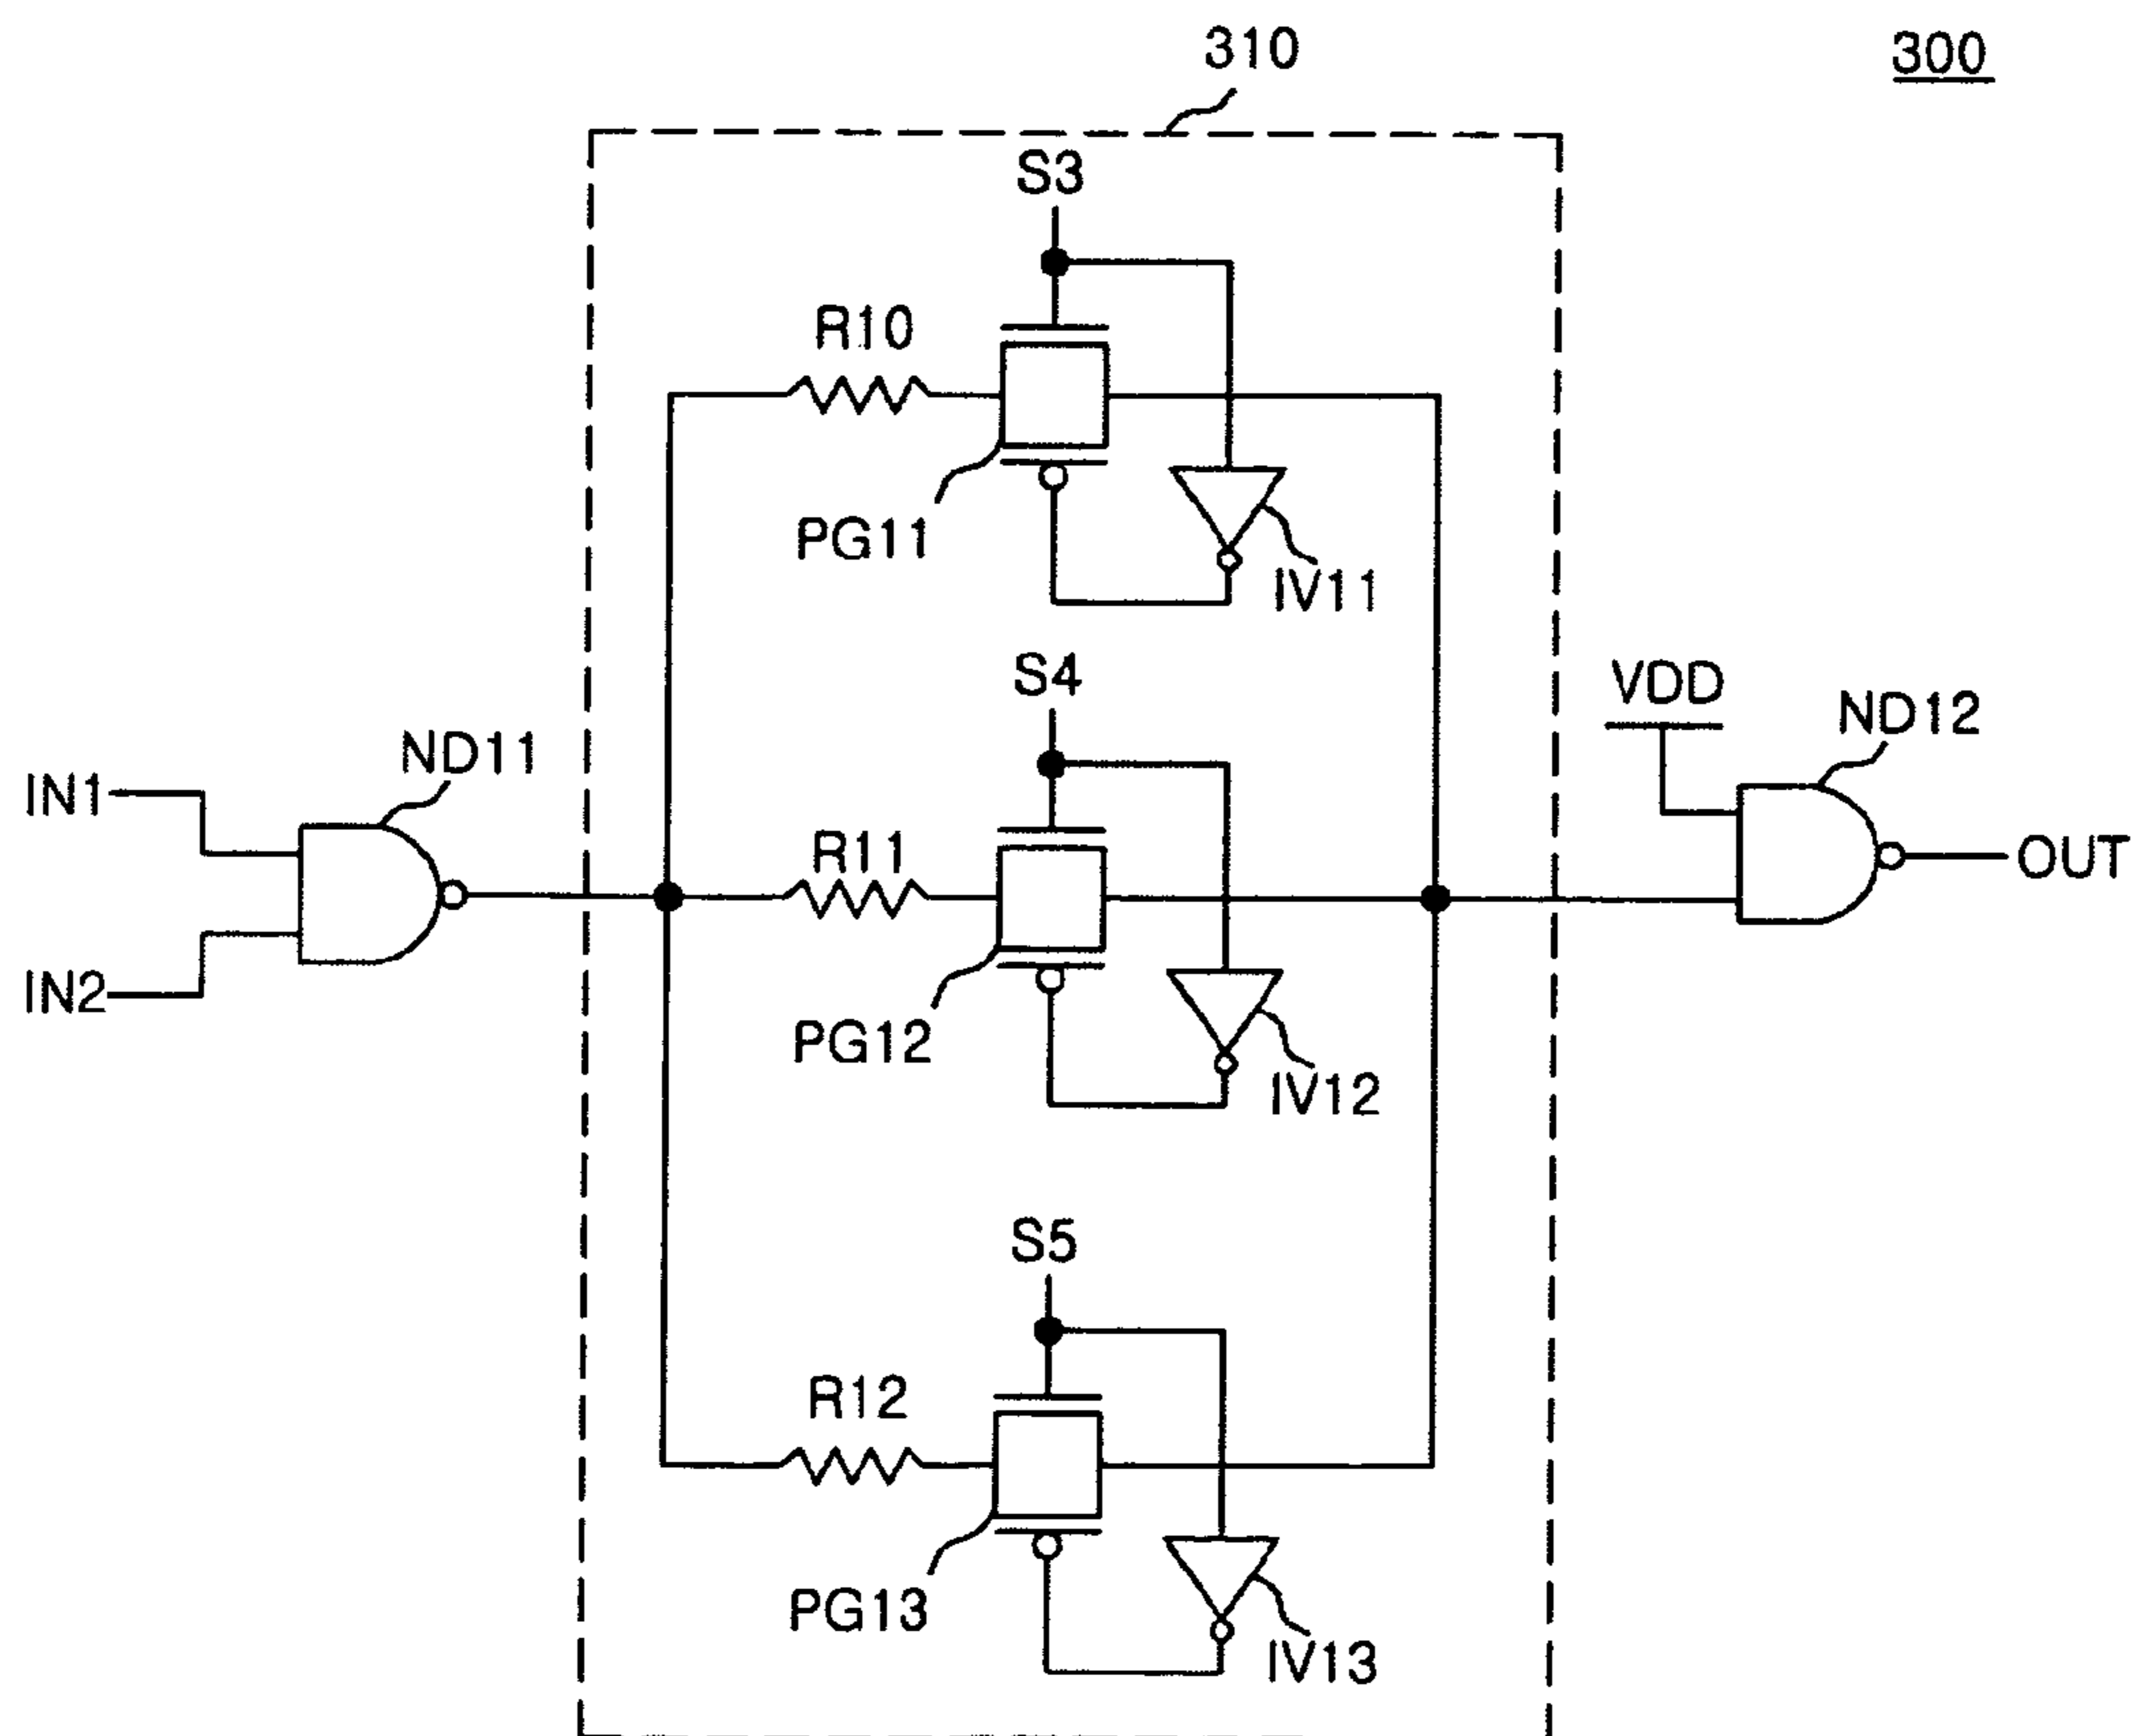 310
300
S3
R10
PG11
IV11
S4
VDD
ND12
ND11
IN1
R11
OUT
IN2
PG12
IV12
S5
R12
PG13
IV13